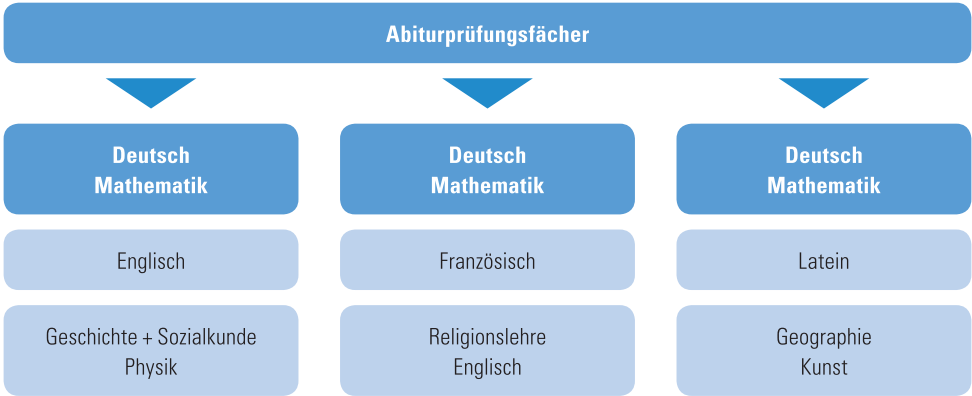 Abiturprüfungsfächer
Deutsch
Mathematik
Englisch
Geschichte + Sozialkunde
Physik
Deutsch
Mathematik
Französisch
Religionslehre
Englisch
Deutsch
Mathematik
Latein
Geographie
Kunst